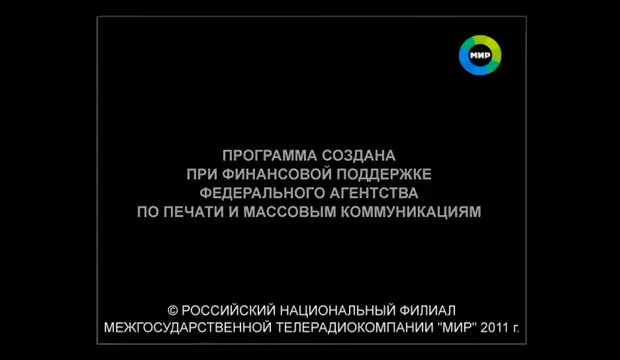 МИР
ПРОГРАММА СОЗДАНА
ПРИ ФИНАНСОВОЙ ПОДДЕРЖКЕ
ФЕДЕРАЛЬНОГО АГЕНТСТВА
ПО ПЕЧАТИ И МАССОВЫМ КОММУНИКАЦИЯМ
© РОССИЙСКИЙ НАЦИОНАЛЬНЫЙ ФИЛИАЛ
МЕЖГОСУДАРСТВЕННОЙ ТЕЛЕРАДИОКОМПАНИИ "МИР" 2011 г.